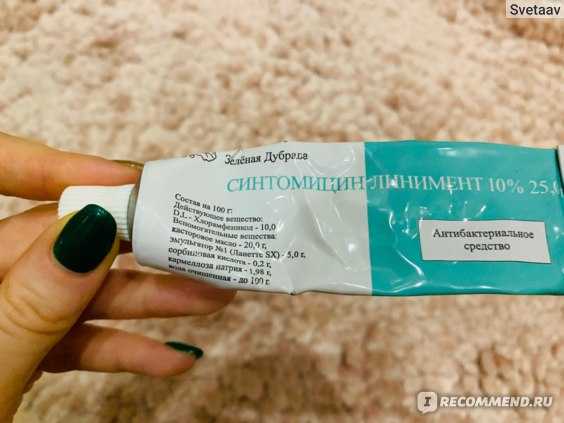 Svetaav
Зелёная Дубрава
СИНТОМИЦИН ЛИНИМЕНТ 10% 25,0
Состав на 100 г:
Действующее вещество:
D,L - Хлорамфеникол - 10,0
Вспомогательные вещества:
касторовое масло - 20,0 г,
эмульгатор №1 (Ланетте SX) - 5,0 г,
сорбиновая кислота - 0,2 г,
кармеллоза натрия - 1,98 г,
вода очищенная - до 100 г.
Антибактериальное
средство
IRECOMMEND.RU